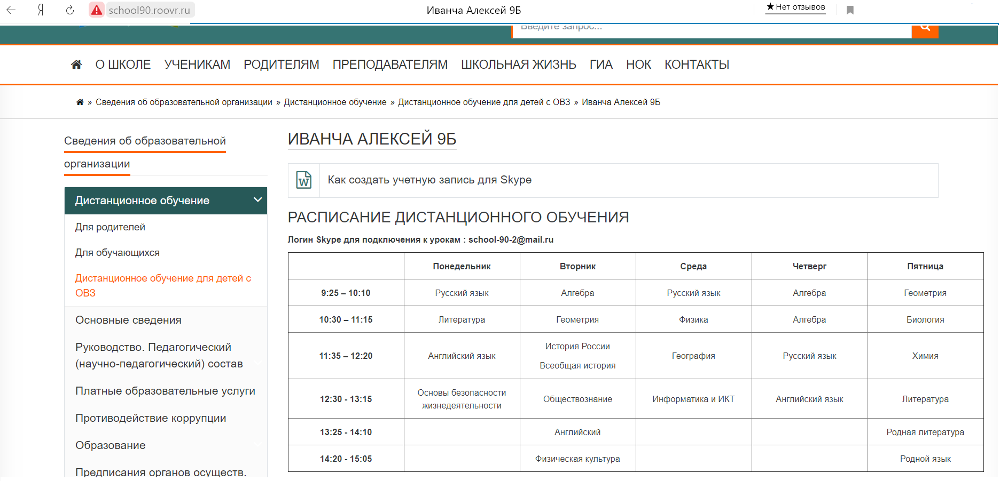 Я
school90.roovr.ru
Иванча Алексей 9Б
★ Нет отзывов
Введите запрос...
О ШКОЛЕ УЧЕНИКАМ РОДИТЕЛЯМ ПРЕПОДАВАТЕЛЯМ ШКОЛЬНАЯ ЖИЗНЬ ГИА НОК КОНТАКТЫ
» Сведения об образовательной организации » Дистанционное обучение » Дистанционное обучение для детей с ОВЗ » Иванча Алексей 9Б
Сведения об образовательной
организации
Дистанционное обучение
Для родителей
Для обучающихся
Дистанционное обучение для детей с
ОВЗ
Основные сведения
Руководство. Педагогический
(научно-педагогический) состав
Платные образовательные услуги
Противодействие коррупции
Образование
Предписания органов осуществ.
ИВАНЧА АЛЕКСЕЙ 9Б
W Как создать учетную запись для Skype
РАСПИСАНИЕ ДИСТАНЦИОННОГО ОБУЧЕНИЯ
Логин Skype для подключения к урокам : school-90-2@mail.ru
Понедельник Вторник Среда Четверг Пятница
9:25 – 10:10 Русский язык Алгебра Русский язык Алгебра Геометрия
10:30 – 11:15 Литература Геометрия Физика Алгебра Биология
11:35 – 12:20 Английский язык История России География Русский язык Химия
Всеобщая история
12:30 - 13:15 Основы безопасности Обществознание Информатика и ИКТ Английский язык Литература
жизнедеятельности
13:25 - 14:10 Английский Родная литература
14:20 - 15:05 Физическая культура Родной язык